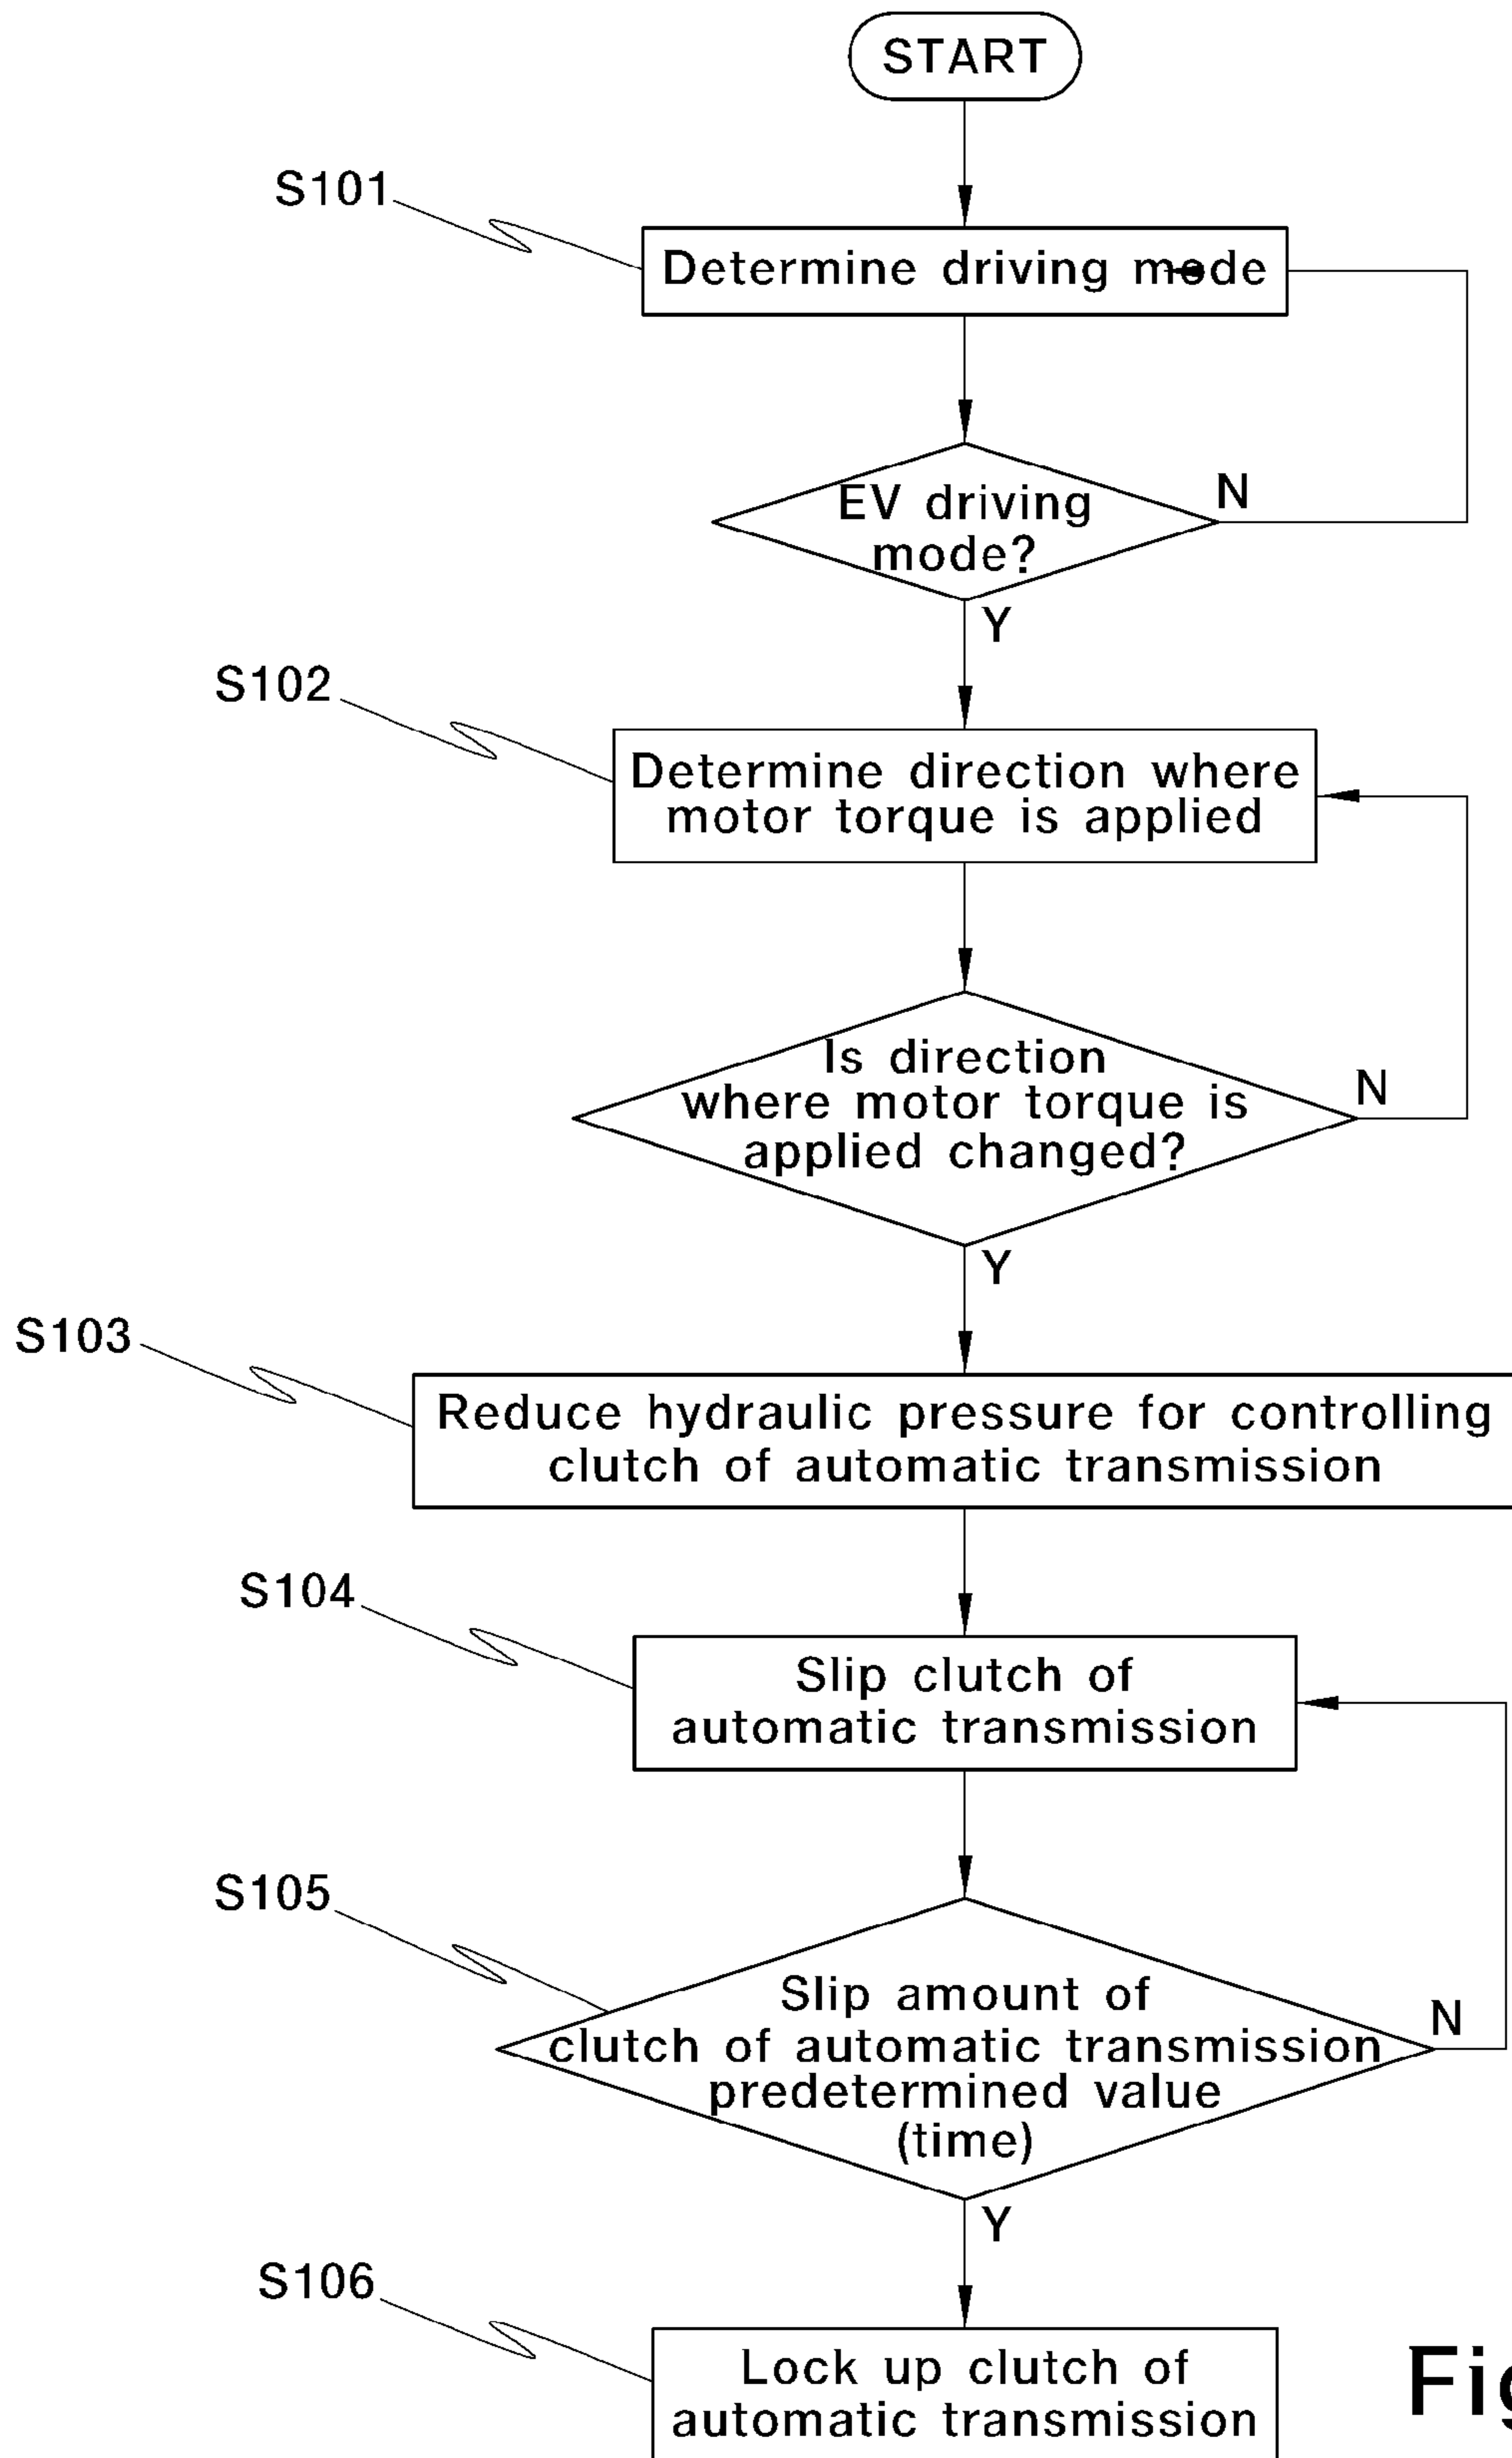 START
S101
Determine driving mode
EV driving
mode?
N
Y
S102
Determine direction where
motor torque is applied
Is direction
where motor torque is
applied changed?
N
Y
S103
Reduce hydraulic pressure for controlling
clutch of automatic transmission
S104
Slip clutch of
automatic transmission
S105
Slip amount of
clutch of automatic transmission
predetermined value
(time)
N
Y
S106
Lock up clutch of
automatic transmission